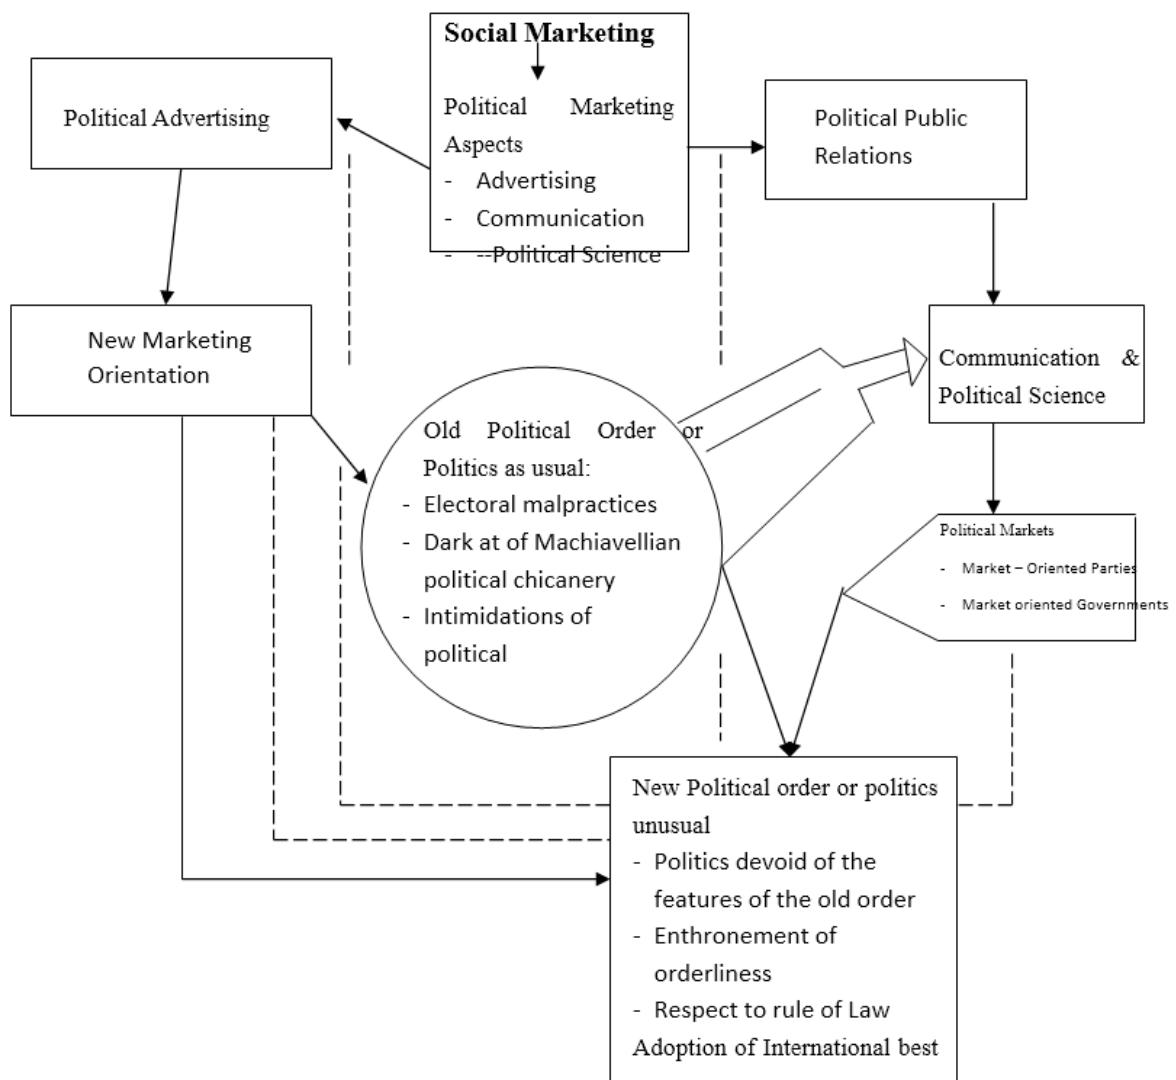 Social Marketing
Political Marketing
Aspects
- Advertising
- Communication
- --Political Science
Political Advertising
Political Public
Relations
New Marketing
Orientation
Communication &
Political Science
Old Political Order or
Politics as usual:
- Electoral malpractices
- Dark at of Machiavellian
political chicanery
- Intimidations of
political
Political Markets
- Market – Oriented Parties
- Market oriented Governments
New Political order or politics
unusual
- Politics devoid of the
features of the old order
- Enthronement of
orderliness
- Respect to rule of Law
Adoption of International best